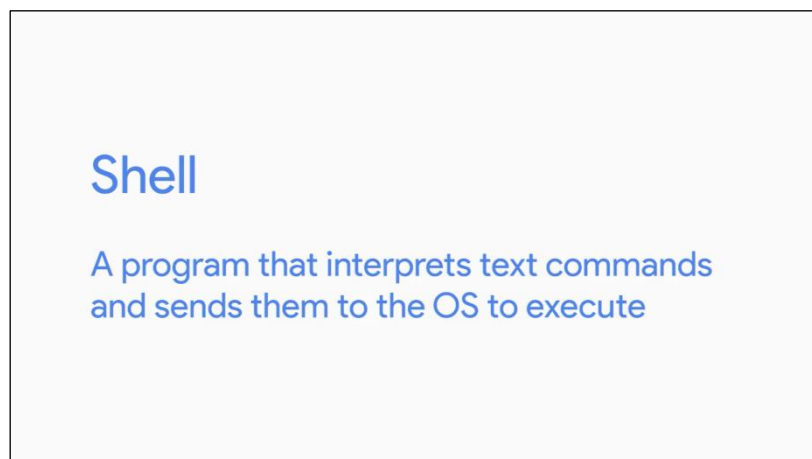 Shell
A program that interprets text commands
and sends them to the OS to execute